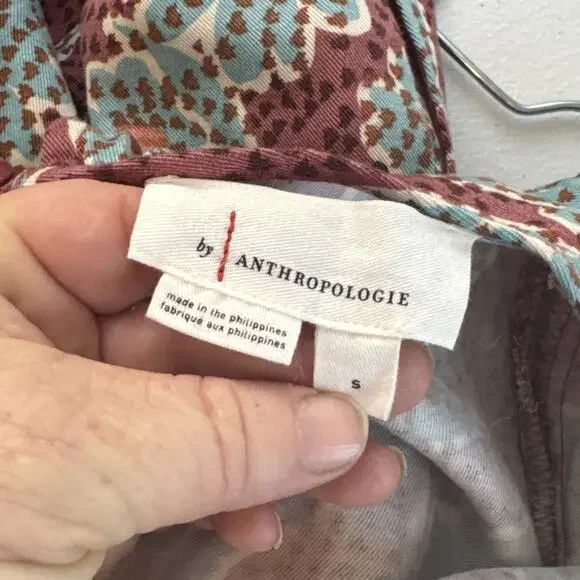 by ANTHROPOLOGIE
made in the philippines
fabriqué aux philippines
S